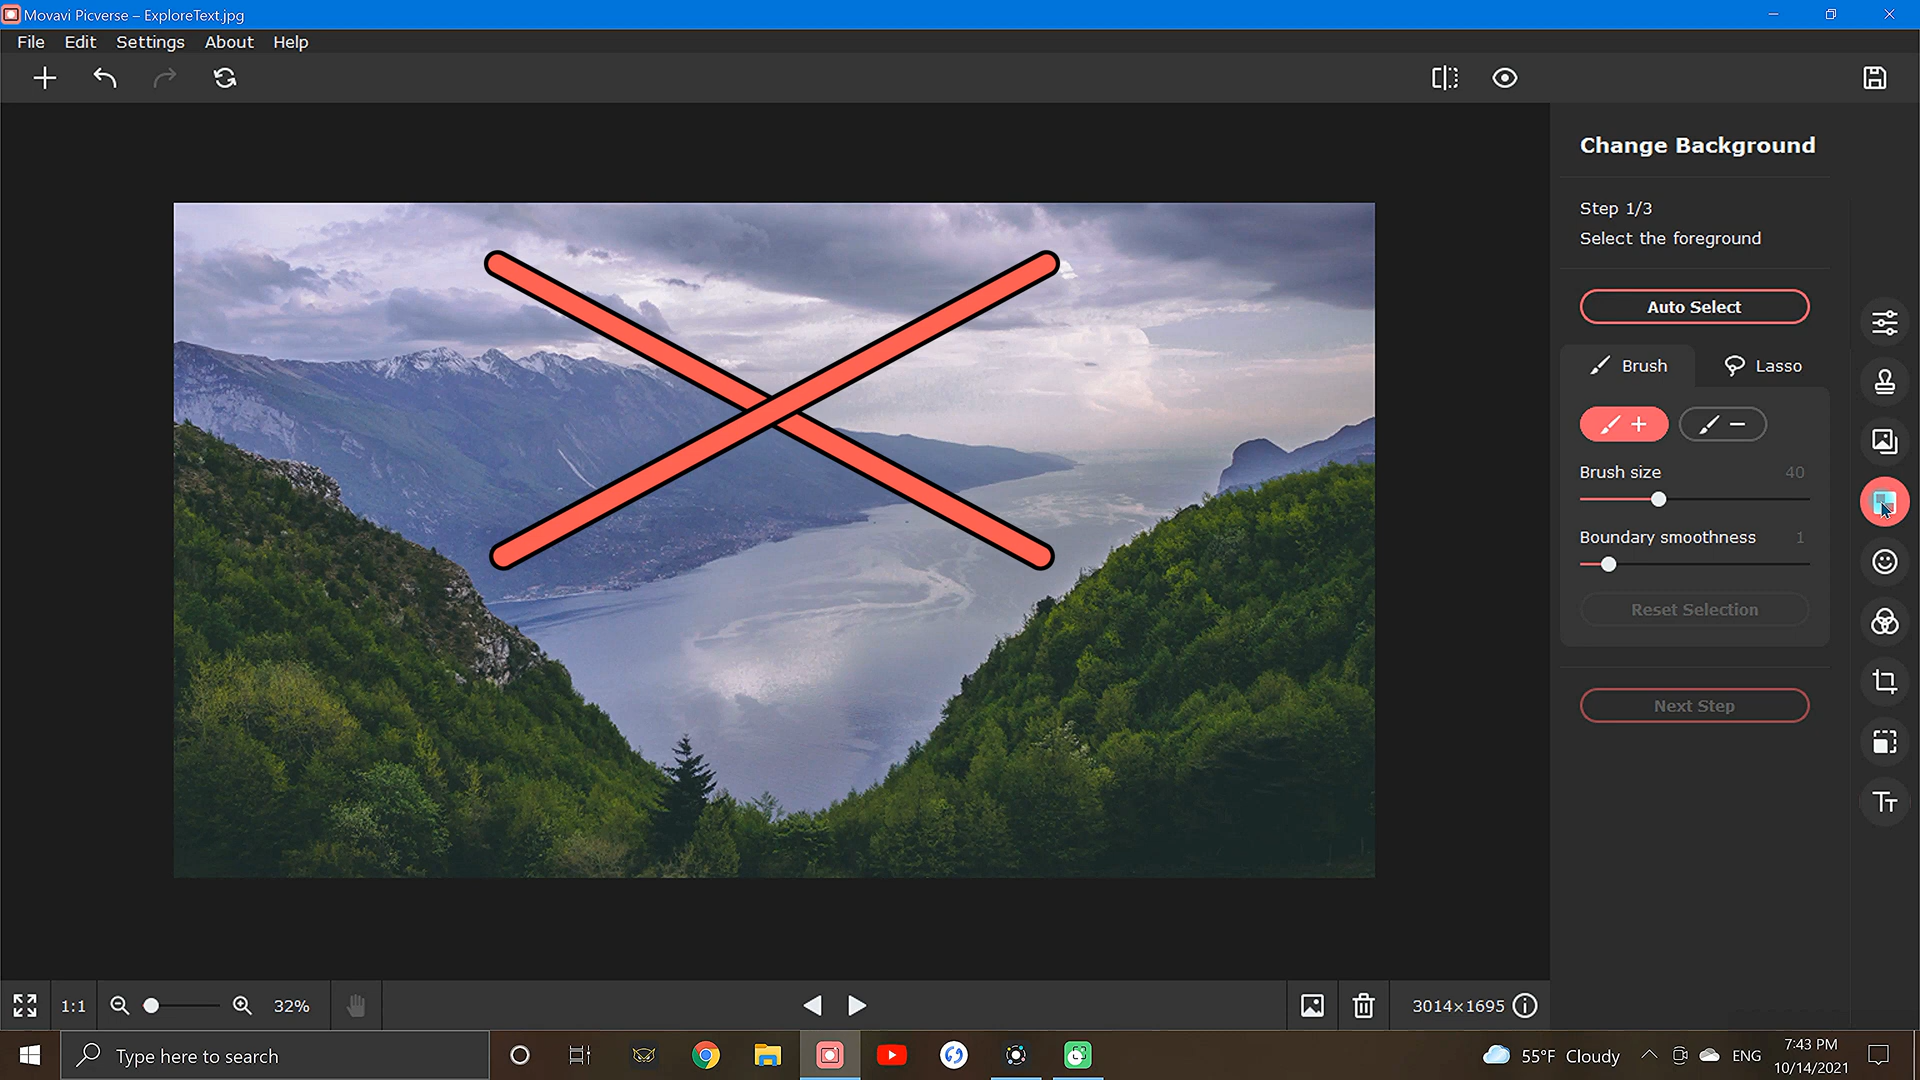 Movavi Picverse – ExploreText.jpg
File Edit Settings About Help
Change Background
Step 1/3
Select the foreground
Auto Select
Brush Lasso
Brush size 40
Boundary smoothness 1
Reset Selection
Next Step
TT
1:1 32% 3014×1695
Type here to search
55°F Cloudy ENG 7:43 PM
10/14/2021